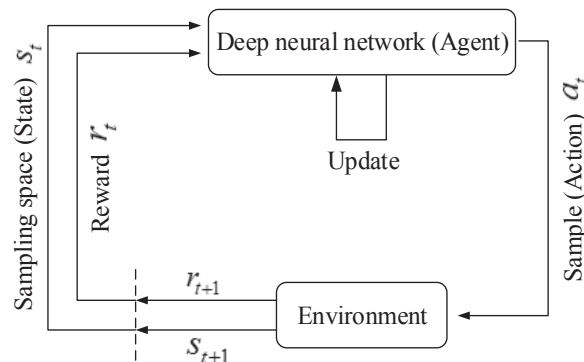 Deep neural network (Agent)
Update
Sampling space (State) s_t
Reward r_t
Sample (Action) a_t
r_{t+1}
Environment
s_{t+1}